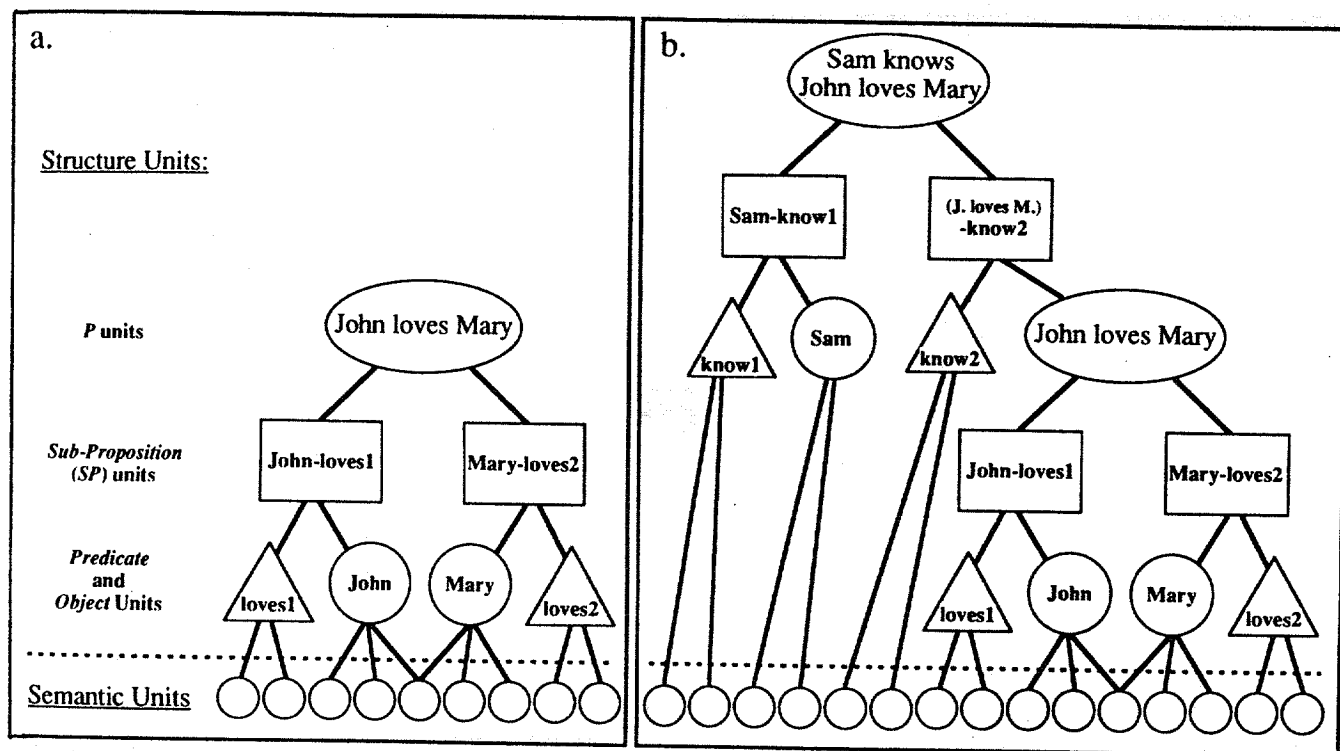 a.
Structure Units:
P units
John loves Mary
Sub-Proposition
(SP) units
John-loves1
Mary-loves2
Predicate
and
Object Units
loves1
John
Mary
loves2
Semantic Units
b.
Sam knows
John loves Mary
Sam-know1
(J. loves M.)
-know2
know1
Sam
know2
John loves Mary
John-loves1
Mary-loves2
loves1
John
Mary
loves2